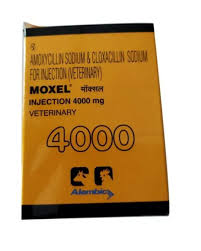 AMOXYCILLIN SODIUM & CLOXACILLIN SODIUM
FOR INJECTION (VETERINARY)
MOXEL® मॉक्सल
INJECTION 4000 mg
VETERINARY
4000
Alembic